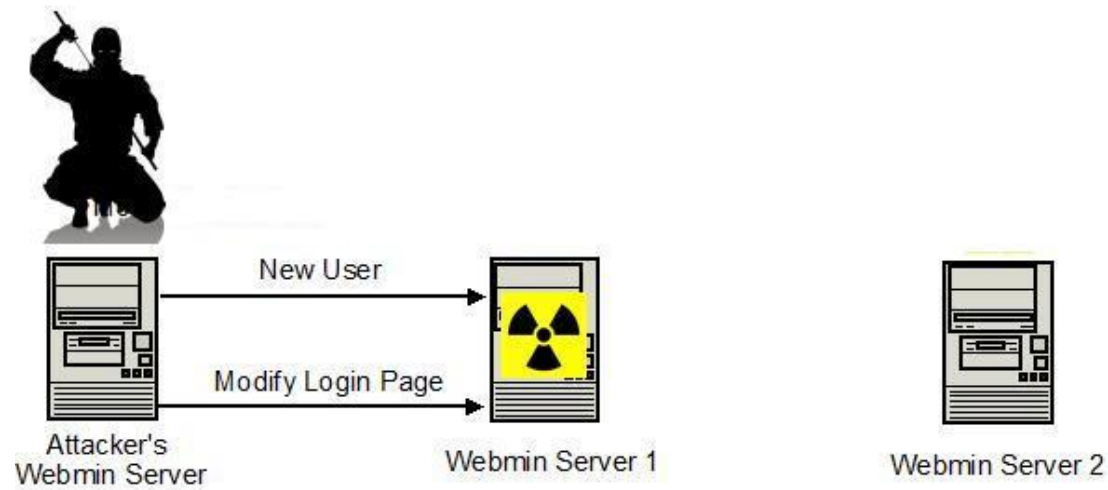 New User
Modify Login Page
Attacker's
Webmin Server
Webmin Server 1
Webmin Server 2